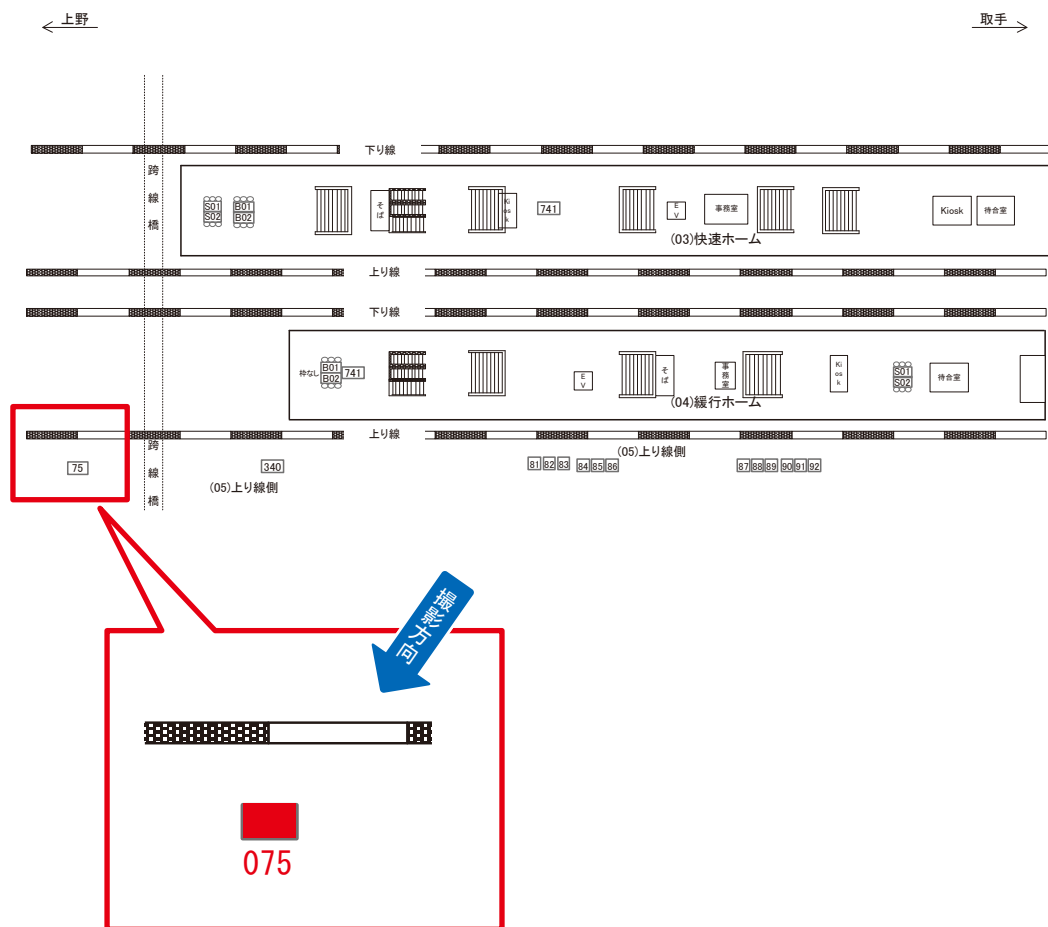 上野
取手
下り線
跨線橋
S01
S02
B01
B02
そば
Kiosk
741
EV
事務室
Kiosk
待合室
(03)快速ホーム
上り線
下り線
枠なし
B01
B02
741
EV
そば
事務室
Kiosk
S01
S02
待合室
(04)緩行ホーム
上り線
跨線橋
75
340
(05)上り線側
81 82 83
84 85 86
(05)上り線側
87 88 89
90 91 92
撮影方向
075